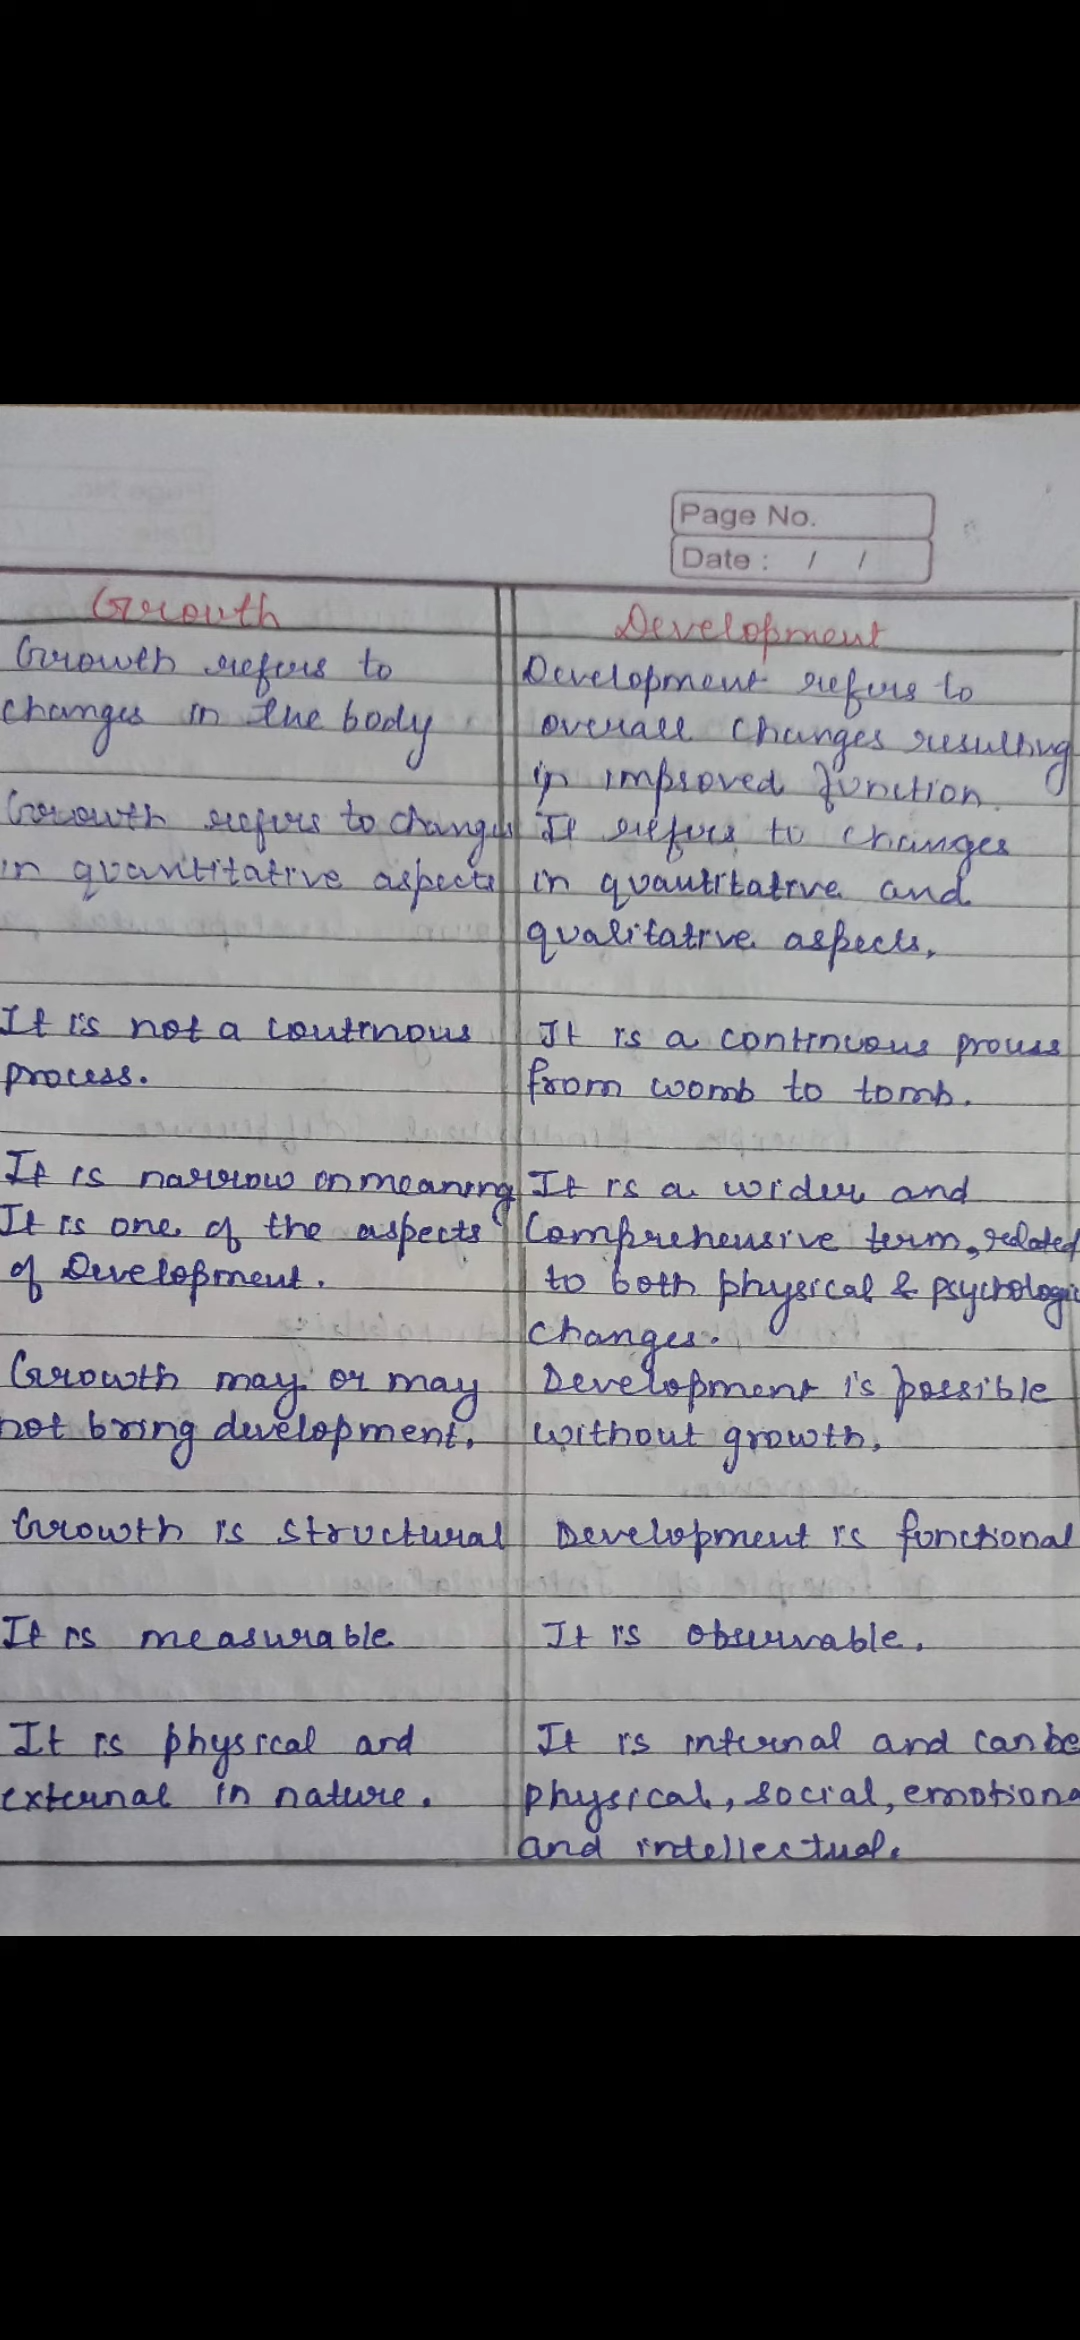 Page No.
Date : / /
Growth
Growth refers to
changes in the body
Growth refers to changes
in quantitative aspects
It is not a continous
process.
It is narrow in meaning
It is one of the aspects
of Development.
Growth may or may
not bring development.
Growth is structural
It is measurable
It is physical and
external in nature.
Development
Development refers to
overall changes resulting
in improved function.
It refers to changes
in quantitative and
qualitative aspects.
It is a continuous process
from womb to tomb.
It is a wider and
Comprehensive term, related
to both physical & psychologic
changes.
Development is possible
without growth.
Development is functional
It is observable.
It is internal and can be
physical, social, emotiona
and intellectual.